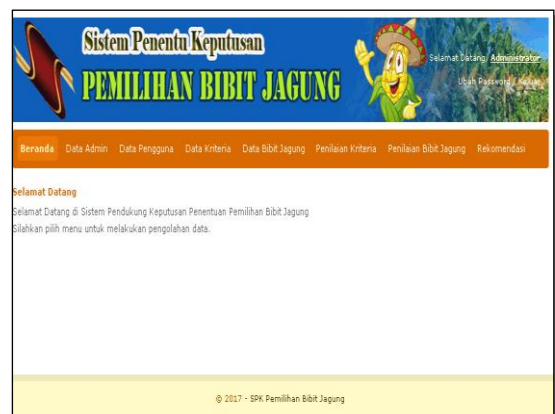 Sistem Penentu Keputusan
PEMILIHAN BIBIT JAGUNG
Selamat Datang, Administrator
Ubah Password / Keluar
Beranda Data Admin Data Pengguna Data Kriteria Data Bibit Jagung Penilaian Kriteria Penilaian Bibit Jagung Rekomendasi
Selamat Datang
Selamat Datang di Sistem Pendukung Keputusan Penentuan Pemilihan Bibit Jagung
Silahkan pilih menu untuk melakukan pengolahan data.
© 2017 - SPK Pemilihan Bibit Jagung